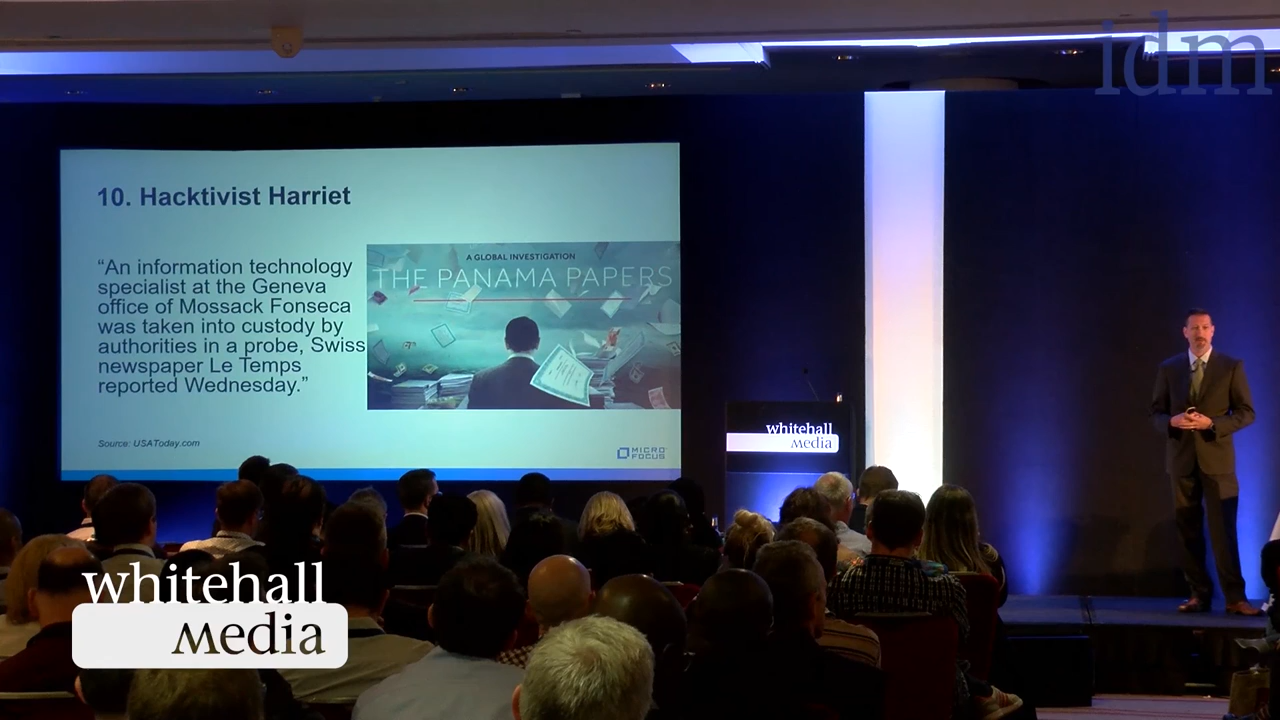 idm
10. Hacktivist Harriet
“An information technology
specialist at the Geneva
office of Mossack Fonseca
was taken into custody by
authorities in a probe, Swiss
newspaper Le Temps
reported Wednesday.”
A GLOBAL INVESTIGATION
THE PANAMA PAPERS
Source: USAToday.com
MICRO
FOCUS
whitehall
Media
whitehall
Media